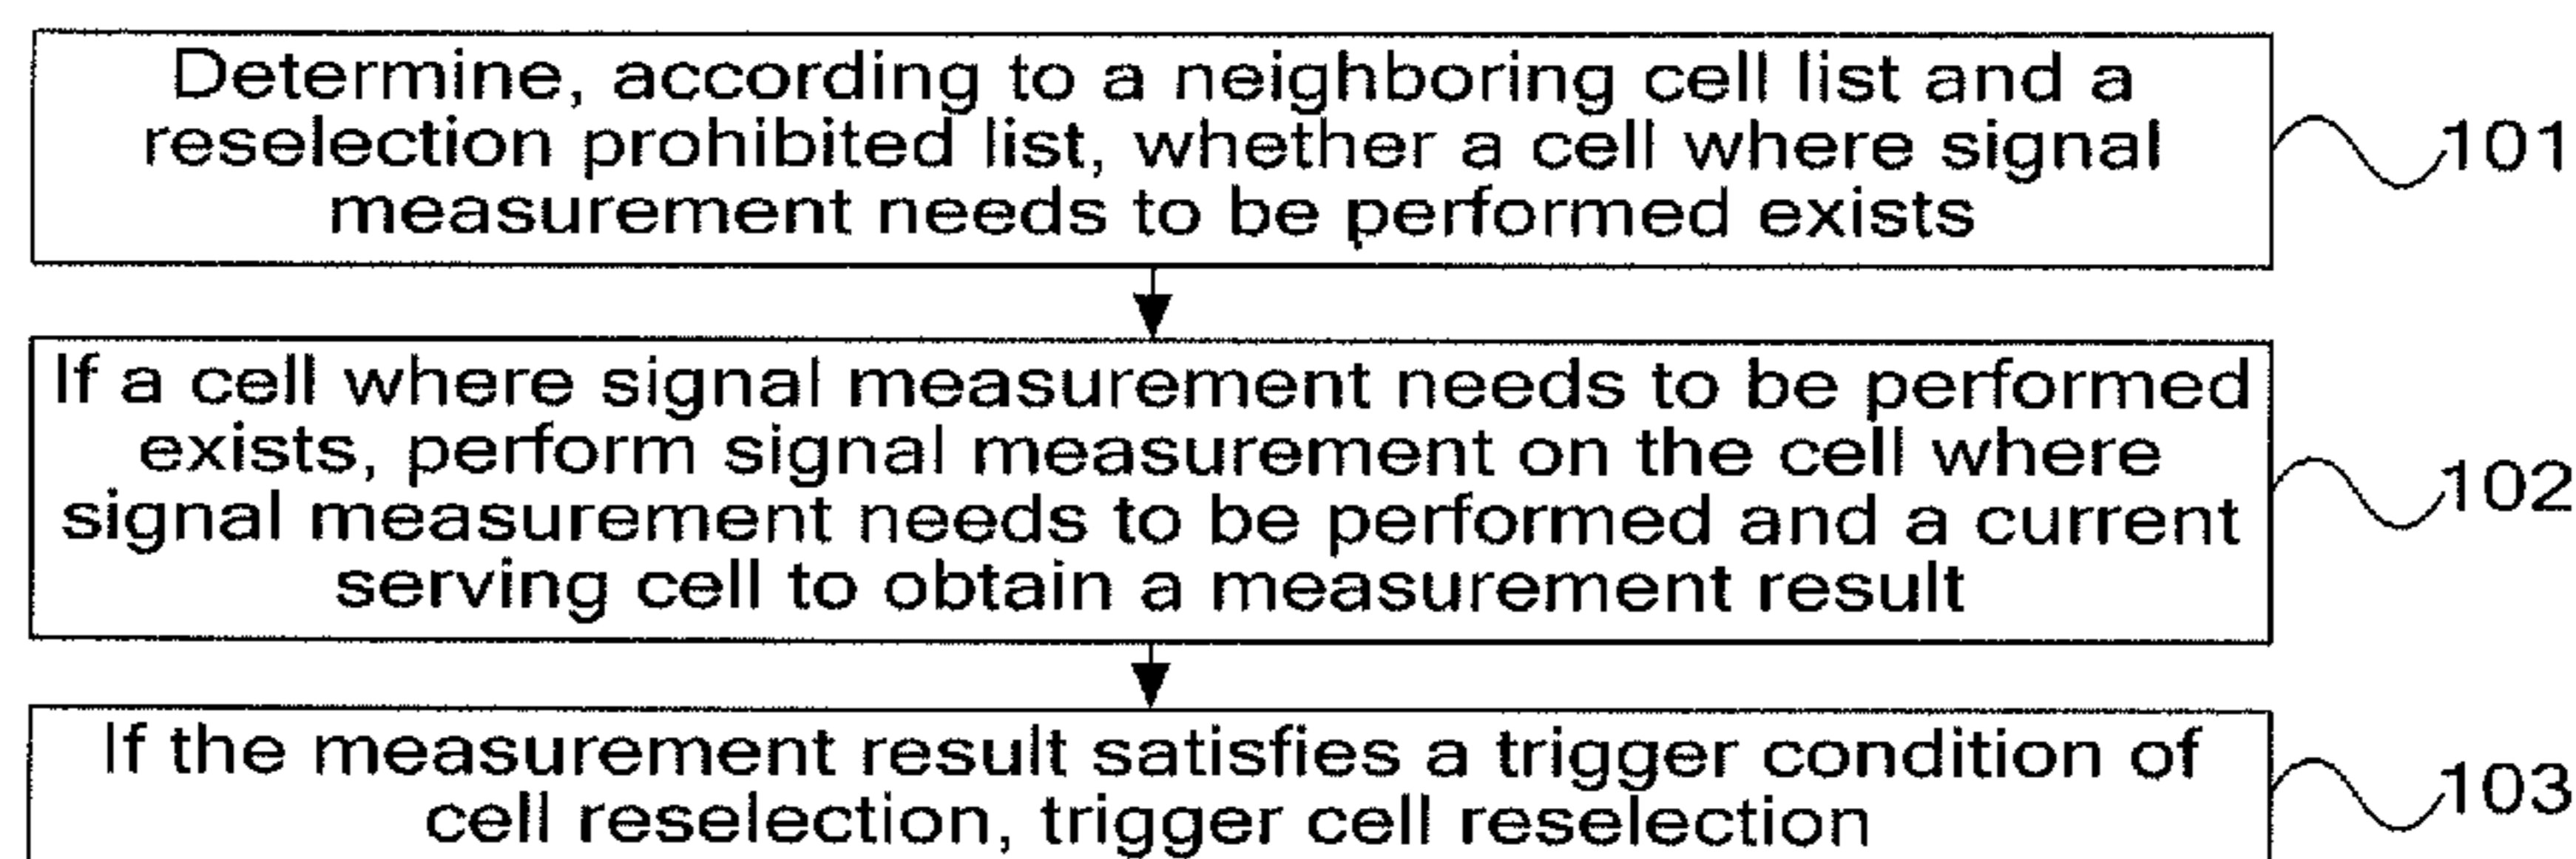 Determine, according to a neighboring cell list and a
reselection prohibited list, whether a cell where signal
measurement needs to be performed exists
101
If a cell where signal measurement needs to be performed
exists, perform signal measurement on the cell where
signal measurement needs to be performed and a current
serving cell to obtain a measurement result
102
If the measurement result satisfies a trigger condition of
cell reselection, trigger cell reselection
103